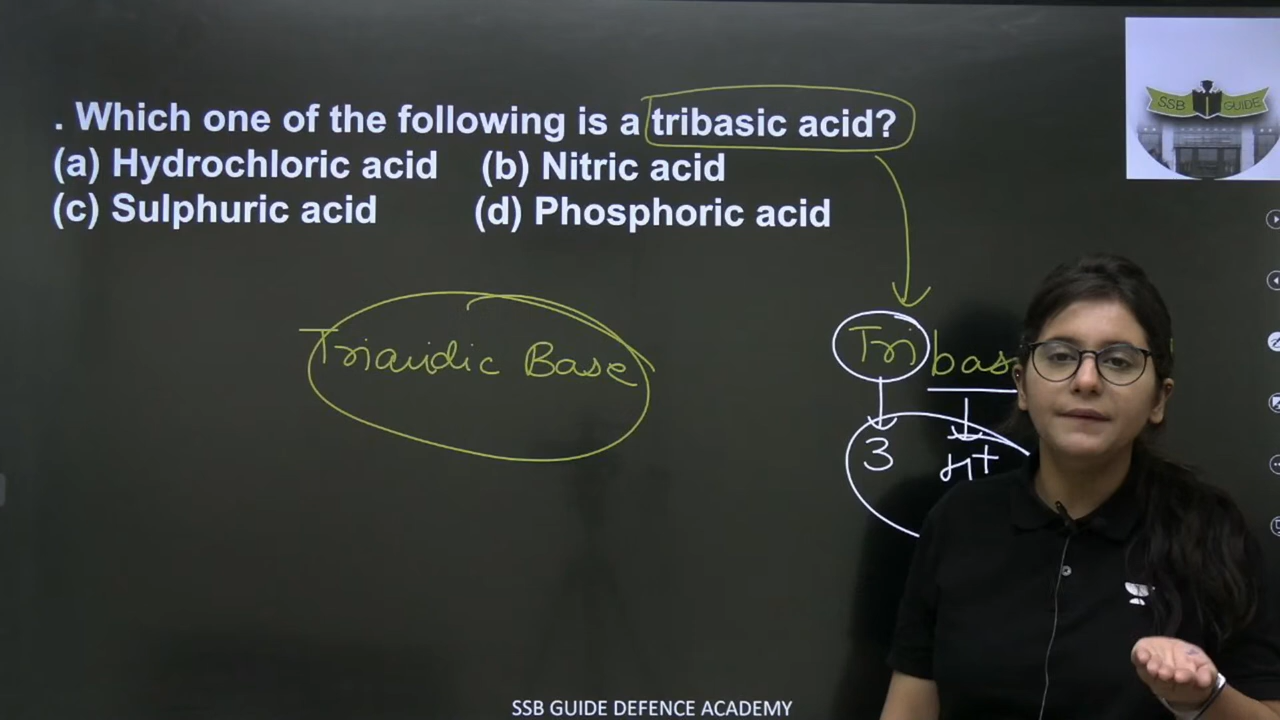 . Which one of the following is a tribasic acid?
(a) Hydrochloric acid (b) Nitric acid
(c) Sulphuric acid (d) Phosphoric acid
SSB GUIDE
Triacidic Base
Tribas
3 H+
SSB GUIDE DEFENCE ACADEMY